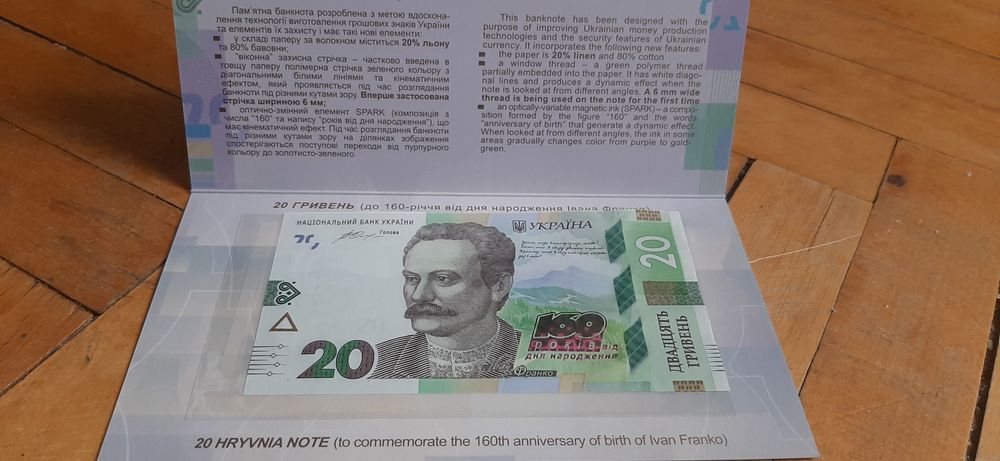 Пам'ятна банкнота розроблена з метою вдоскона-
лення технології виготовлення грошових знаків України
та елементів їх захисту і має такі нові елементи:
у складі паперу за волокном міститься 20% льону
та 80% бавовни;
"віконна" захисна стрічка – частково введена в
товщу паперу полімерна стрічка зеленого кольору з
діагональними білими лініями та кінематичним
ефектом, який проявляється під час розглядання
банкноти під різними кутами зору. Вперше застосована
стрічка шириною 6 мм;
оптично-змінний елемент SPARK (композиція з
числа "160" та напису "років від дня народження"), що
має кінематичний ефект. Під час розглядання банкноти
під різними кутами зору на ділянках зображення
спостерігаються поступові переходи від пурпурного
кольору до золотисто-зеленого.
This banknote has been designed with the
purpose of improving Ukrainian money production
technologies and the security features of Ukrainian
currency. It incorporates the following new features:
the paper is 20% linen and 80% cotton
a window thread – a green polymer thread
partially embedded into the paper. It has white diago-
nal lines and produces a dynamic effect when the
note is looked at from different angles. A 6 mm wide
thread is being used on the note for the first time
an optically-variable magnetic ink (SPARK) – a compo-
sition formed by the figure "160" and the words
"anniversary of birth" that generate a dynamic effect.
When looked at from different angles, the ink in some
areas gradually changes color from purple to gold-
green.
20 ГРИВЕНЬ (до 160-річчя від дня народження Івана
НАЦІОНАЛЬНИЙ БАНК УКРАЇНИ
Голова
УКРАЇНА
20
ДВАДЦЯТЬ
ГРИВЕНЬ
160
РОКІВ від
дня народження
20
Іван Франко
20 HRYVNIA NOTE (to commemorate the 160th anniversary of birth of Ivan Franko)